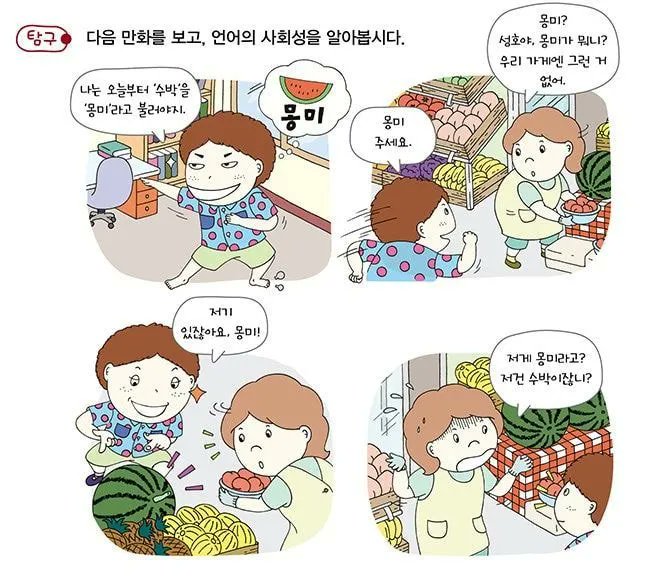 탐구
다음 만화를 보고, 언어의 사회성을 알아봅시다.
나는 오늘부터 '수박'을
'몽미'라고 불러야지.
몽미
몽미
주세요.
몽미?
성호야, 몽미가 뭐니?
우리 가게엔 그런 거
없어.
저기
있잖아요, 몽미!
저게 몽미라고?
저건 수박이잖니?